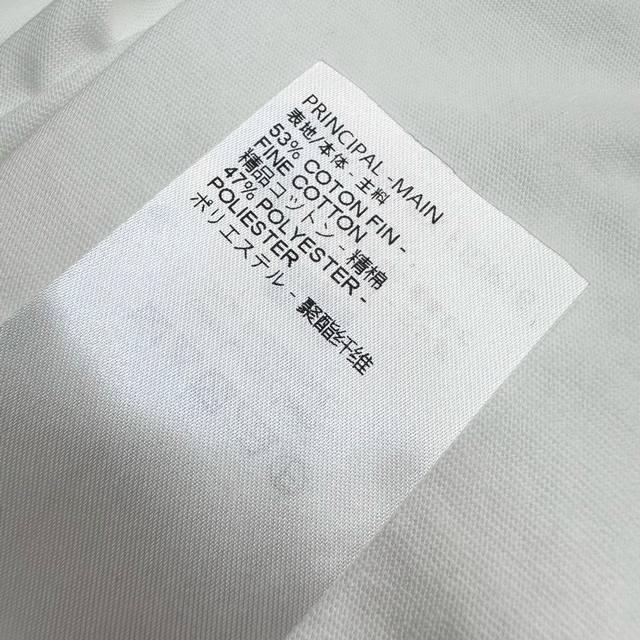 PRINCIPAL -MAIN
表地/本体 - 主料
53% COTON FIN -
FINE COTTON
精品コットン - 精棉
47% POLYESTER -
POLIESTER
ポリエステル - 聚酯纤维